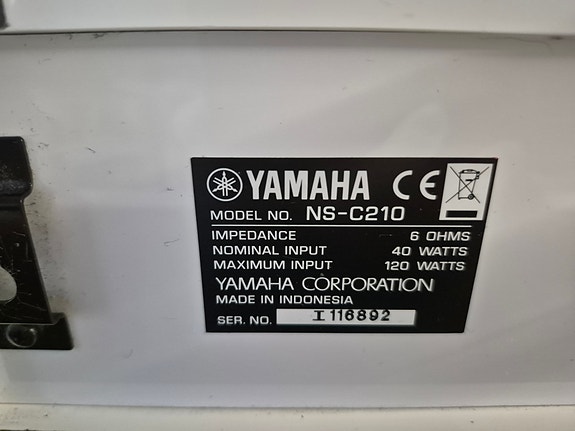 YAMAHA CE
MODEL NO. NS-C210
IMPEDANCE 6 OHMS
NOMINAL INPUT 40 WATTS
MAXIMUM INPUT 120 WATTS
YAMAHA CORPORATION
MADE IN INDONESIA
SER. NO. I 116892